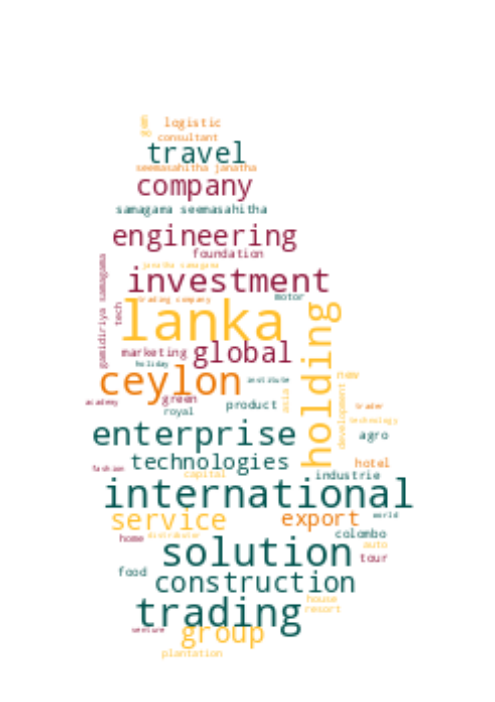 logistic
consultant
travel
seemasahitha janatha
company
samagama seemasahitha
engineering
foundation
janatha samagama
gamidiriya samagama
investment
motor
trading company
tech
lanka
holding
marketing global
holiday
ceylon
institute
new
academy
green
royal
product
asia
development
trader
technology
enterprise
agro
technologies
hotel
fashion
capital
industrie
international
service
export
world
home
distributor
colombo
auto
solution
tour
food
construction
house
resort
trading
venture
group
plantation